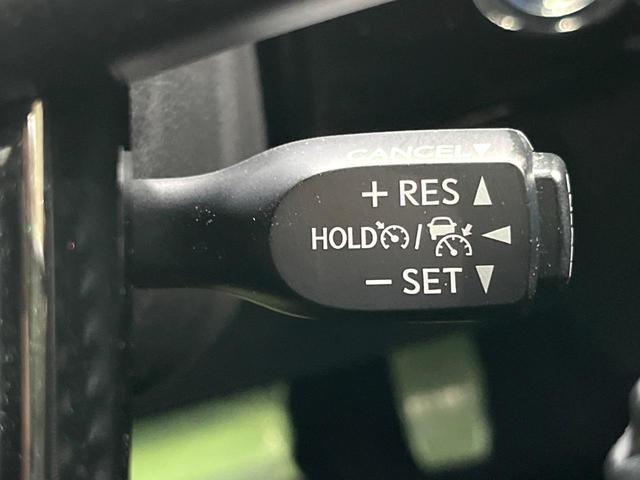 CANCEL▼
+ RES ▲
HOLD / ◀
− SET ▼